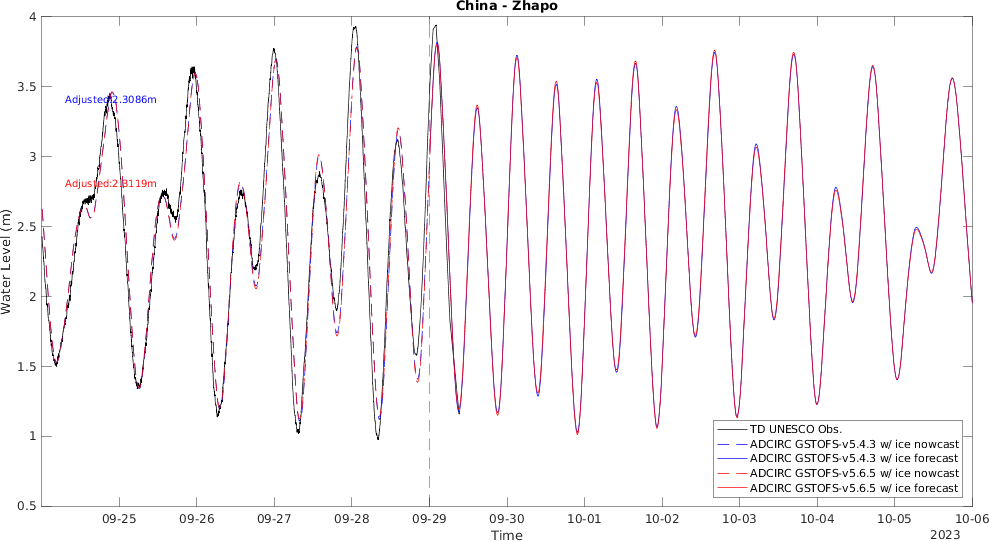 China - Zhapo
4
3.5
3
2.5
2
1.5
1
0.5
Water Level (m)
Adjusted:2.3086m
Adjusted:2.3119m
TD UNESCO Obs.
ADCIRC GSTOFS-v5.4.3 w/ ice nowcast
ADCIRC GSTOFS-v5.4.3 w/ ice forecast
ADCIRC GSTOFS-v5.6.5 w/ ice nowcast
ADCIRC GSTOFS-v5.6.5 w/ ice forecast
09-25 09-26 09-27 09-28 09-29 09-30 10-01 10-02 10-03 10-04 10-05 10-06
Time
2023